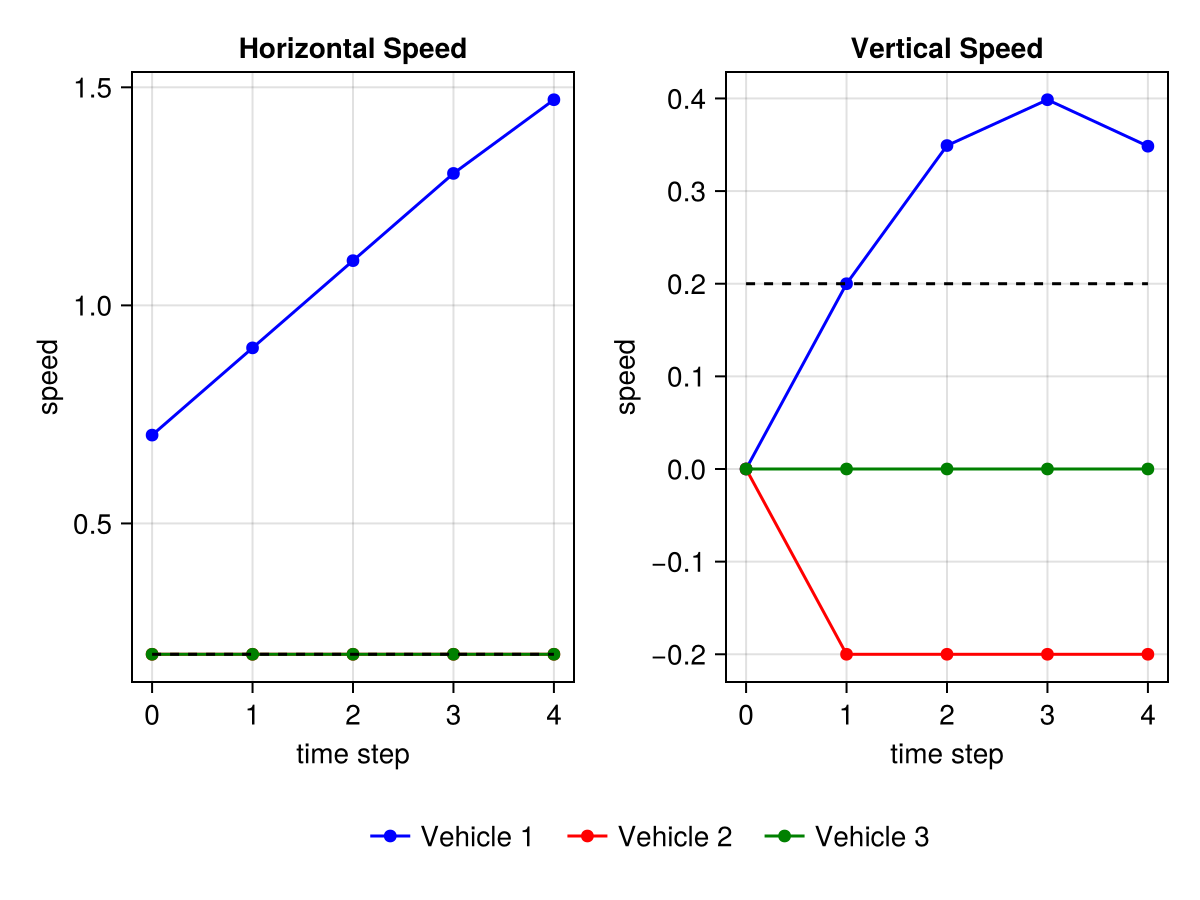 Horizontal Speed
1.5
1.0
0.5
speed
0 1 2 3 4
time step
Vertical Speed
0.4
0.3
0.2
0.1
0.0
−0.1
−0.2
speed
0 1 2 3 4
time step
Vehicle 1 Vehicle 2 Vehicle 3